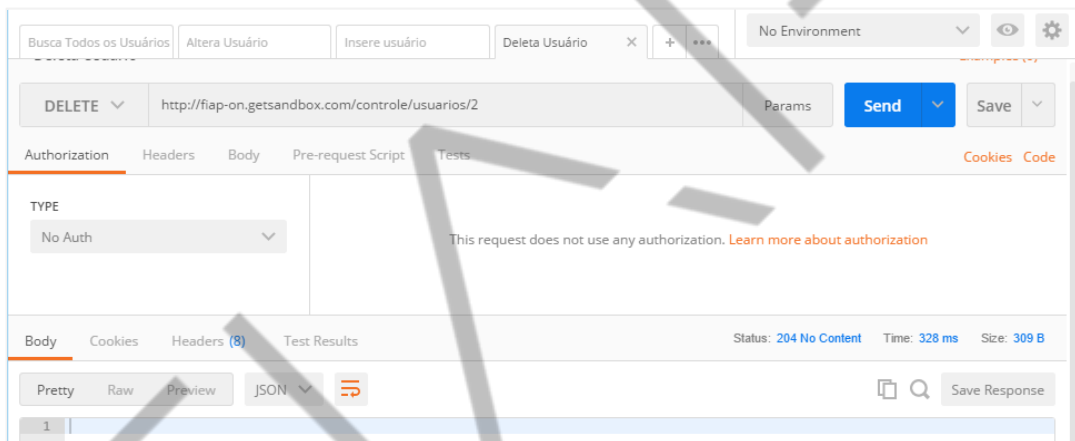 Busca Todos os Usuários Altera Usuário Insere usuário Deleta Usuário × + ••• No Environment
DELETE http://fiap-on.getsandbox.com/controle/usuarios/2 Params Send Save
Authorization Headers Body Pre-request Script Tests Cookies Code
TYPE
No Auth
This request does not use any authorization. Learn more about authorization
Body Cookies Headers (8) Test Results Status: 204 No Content Time: 328 ms Size: 309 B
Pretty Raw Preview JSON Save Response
1